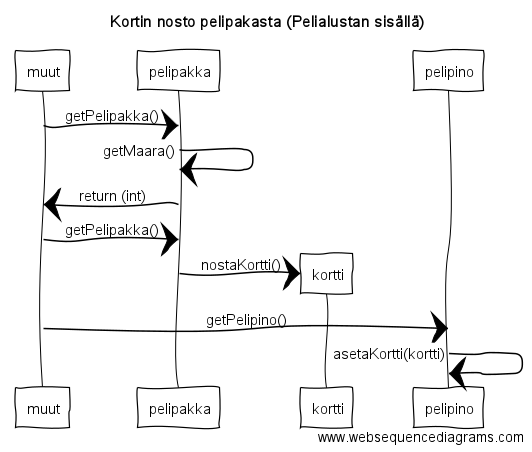 Kortin nosto pelipakasta (Pelialustan sisällä)
muut pelipakka pelipino
getPelipakka()
getMaara()
return (int)
getPelipakka()
nostaKortti()
kortti
getPelipino()
asetaKortti(kortti)
muut pelipakka kortti pelipino
www.websequencediagrams.com